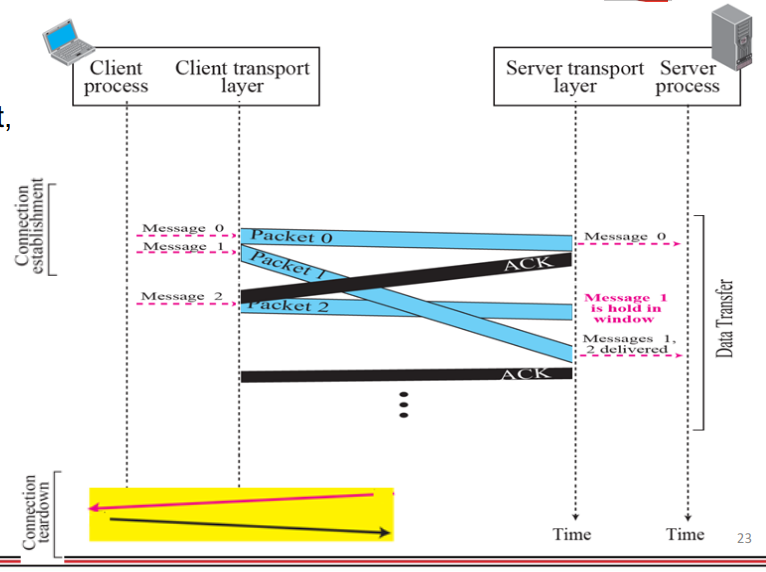 Client
process
Client transport
layer
Server transport
layer
Server
process
t,
Connection
establishment
Message 0
Message 1
Packet 0
Packet 1
Message 0
ACK
Message 2
Packet 2
Message 1
is hold in
window
Messages 1,
2 delivered
ACK
Data Transfer
Connection
teardown
Time
Time
23